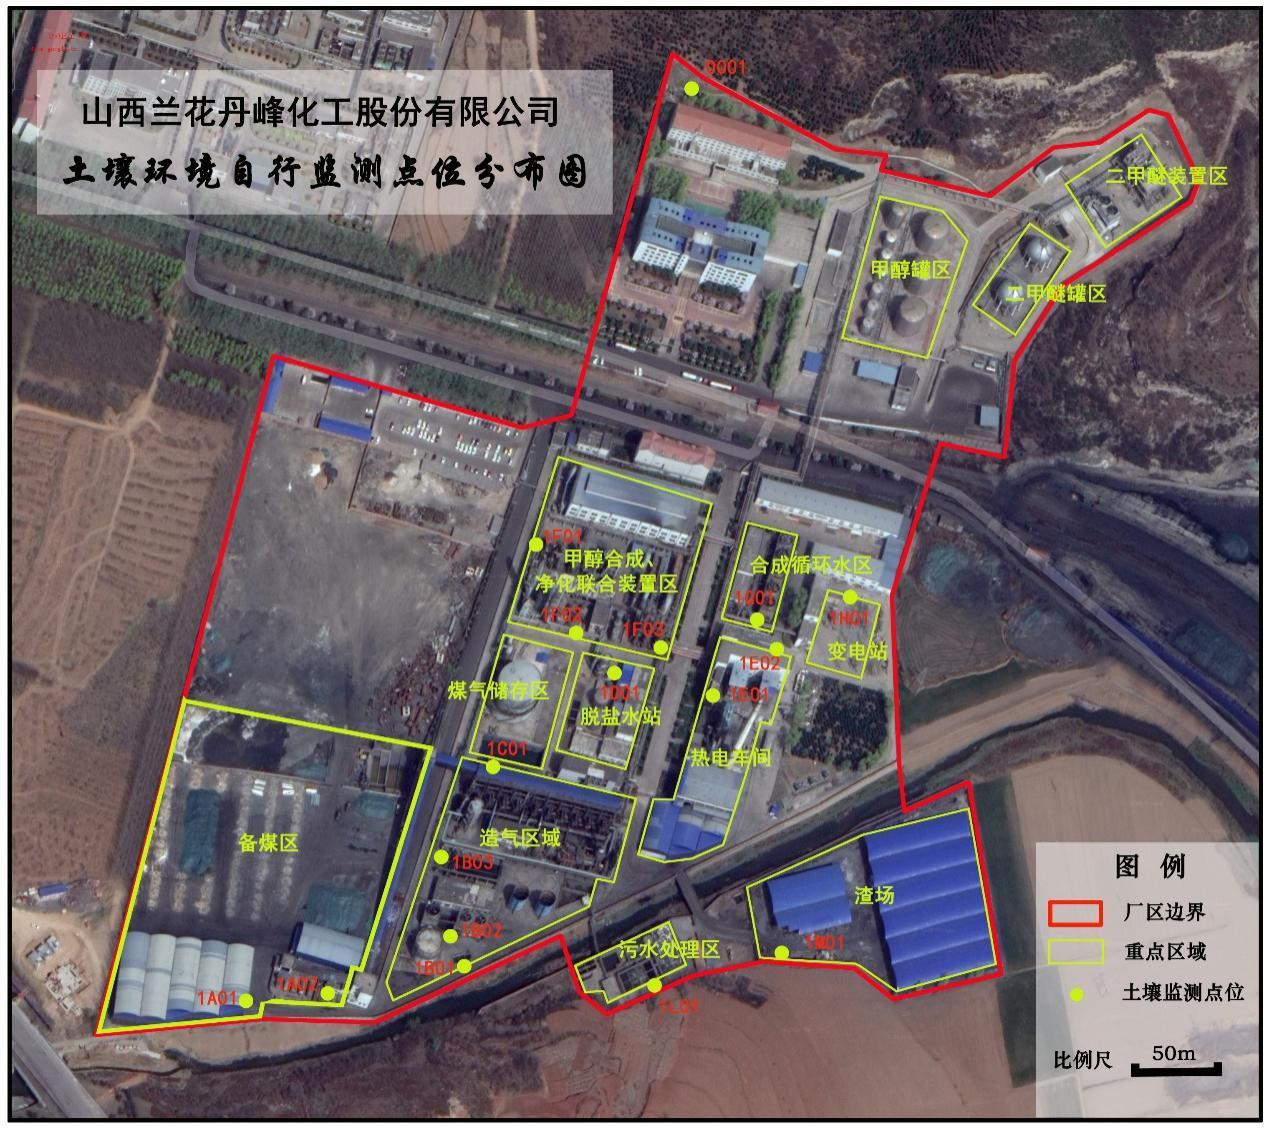 山西兰花丹峰化工股份有限公司
土壤环境自行监测点位分布图
0001
二甲醚装置区
甲醇罐区
二甲醚罐区
1F01
甲醇合成、
净化联合装置区
合成循环水区
1G01
1H01
1F02
1F03
变电站
1E02
煤气储存区
1D01
1E01
脱盐水站
1C01
热电车间
备煤区
造气区域
1B03
渣场
1B02
污水处理区
1M01
1B01
1A02
1A01
1L01
图 例
厂区边界
重点区域
土壤监测点位
比例尺 50m